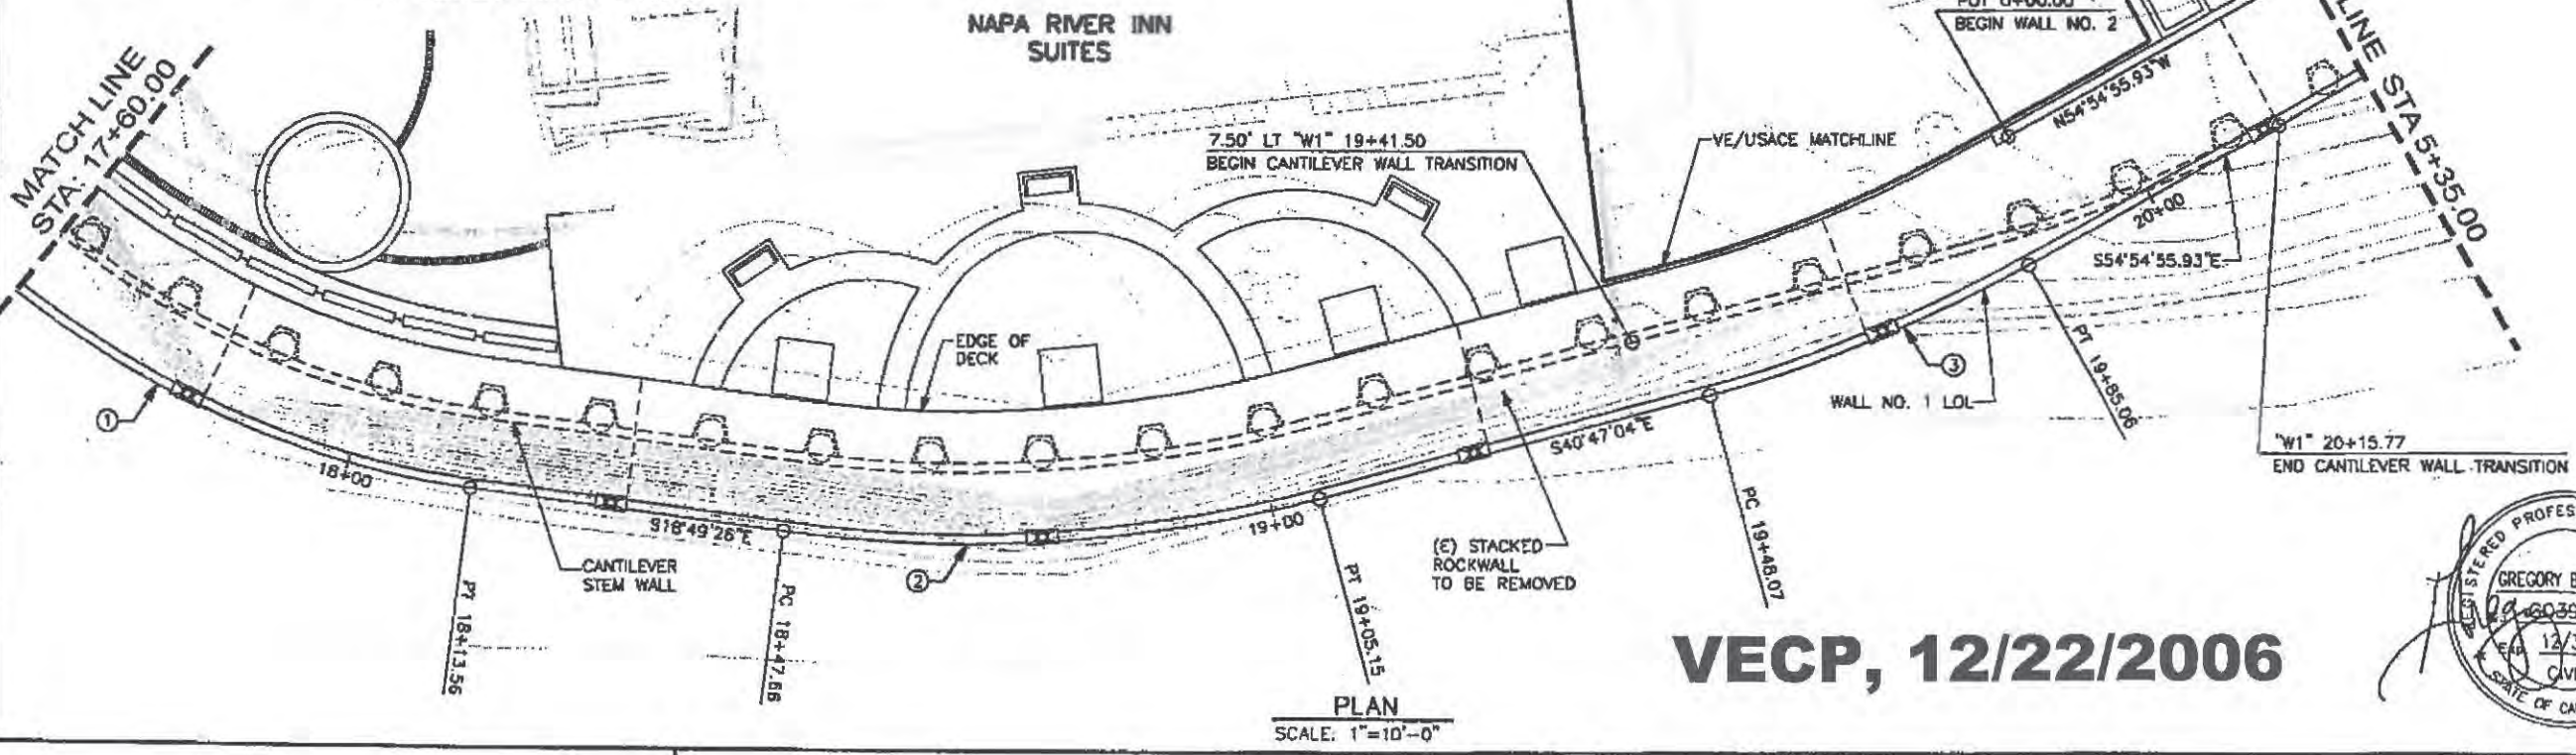 NAPA RIVER INN
SUITES
BEGIN WALL NO. 2
MATCH LINE
STA: 17+60.00
LINE STA 5+35.00
N54°54'55.93"W
7.50' LT "W1" 19+41.50
BEGIN CANTILEVER WALL TRANSITION
VE/USACE MATCHLINE
20+00
S54°54'55.93"E
EDGE OF
DECK
①
③
WALL NO. 1 LOL
PT 19+85.06
"W1" 20+15.77
END CANTILEVER WALL TRANSITION
18+00
S40°47'04"E
S18°49'26"E
19+00
②
CANTILEVER
STEM WALL
(E) STACKED
ROCKWALL
TO BE REMOVED
PT 18+13.56
PC 18+47.66
PT 19+05.15
PC 19+48.07
VECP, 12/22/2006
PLAN
SCALE: 1"=10'-0"
GREGORY
STATE OF